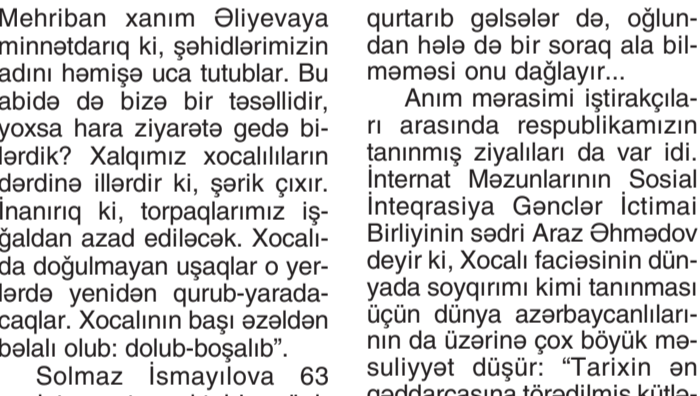 Mehriban xanım Əliyevaya
minnətdarıq ki, şəhidlərimizin
adını həmişə uca tutublar. Bu
abidə də bizə bir təsəllidir,
yoxsa hara ziyarətə gedə bi-
lərdik? Xalqımız xocalılıların
dərdinə illərdir ki, şərik çıxır.
İnanırıq ki, torpaqlarımız iş-
ğaldan azad ediləcək. Xocalı-
da doğulmayan uşaqlar o yer-
lərdə yenidən qurub-yarada-
caqlar. Xocalının başı əzəldən
bəlalı olub: dolub-boşalıb”.
Solmaz İsmayılova 63
qurtarıb gəlsələr də, oğlun-
dan hələ də bir soraq ala bil-
məməsi onu dağlayır...
Anım mərasimi iştirakçıla-
rı arasında respublikamızın
tanınmış ziyalıları da var idi.
İnternat Məzunlarının Sosial
İnteqrasiya Gənclər İctimai
Birliyinin sədri Araz Əhmədov
deyir ki, Xocalı faciəsinin dün-
yada soyqırımı kimi tanınması
üçün dünya azərbaycanlıları-
nın da üzərinə çox böyük mə-
suliyyət düşür: “Tarixin ən
qəddarcasına törədilmiş kütlə-